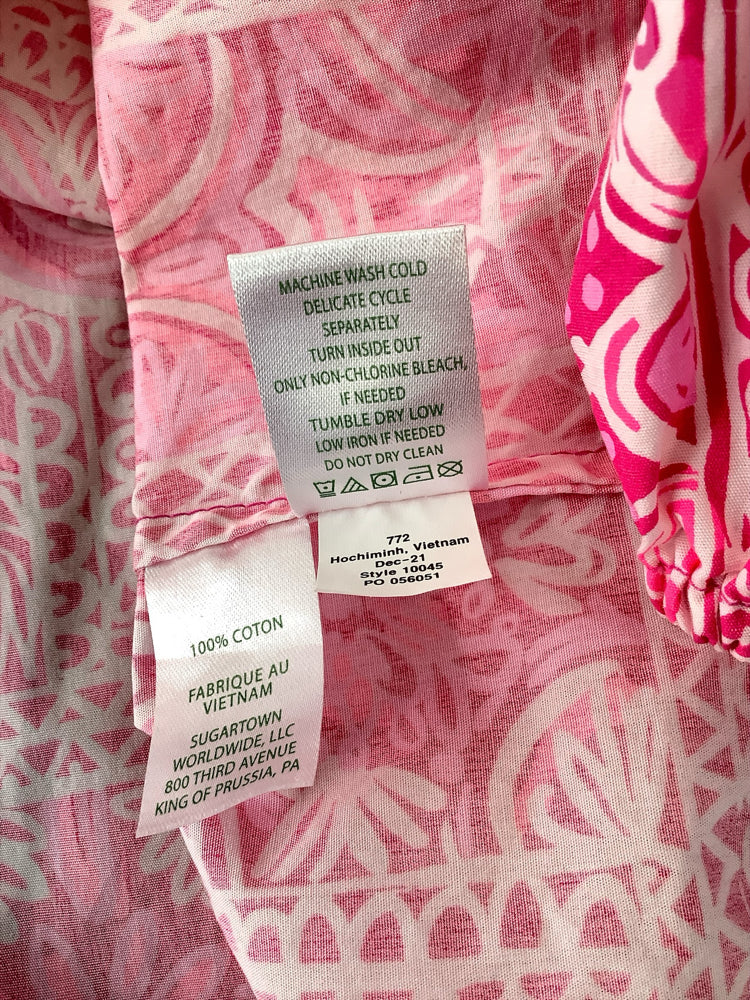 MACHINE WASH COLD
DELICATE CYCLE
SEPARATELY
TURN INSIDE OUT
ONLY NON-CHLORINE BLEACH,
IF NEEDED
TUMBLE DRY LOW
LOW IRON IF NEEDED
DO NOT DRY CLEAN
772
Hochiminh, Vietnam
Dec-21
Style 10045
PO 056051
100% COTON
FABRIQUE AU
VIETNAM
SUGARTOWN
WORLDWIDE, LLC
800 THIRD AVENUE
KING OF PRUSSIA, PA